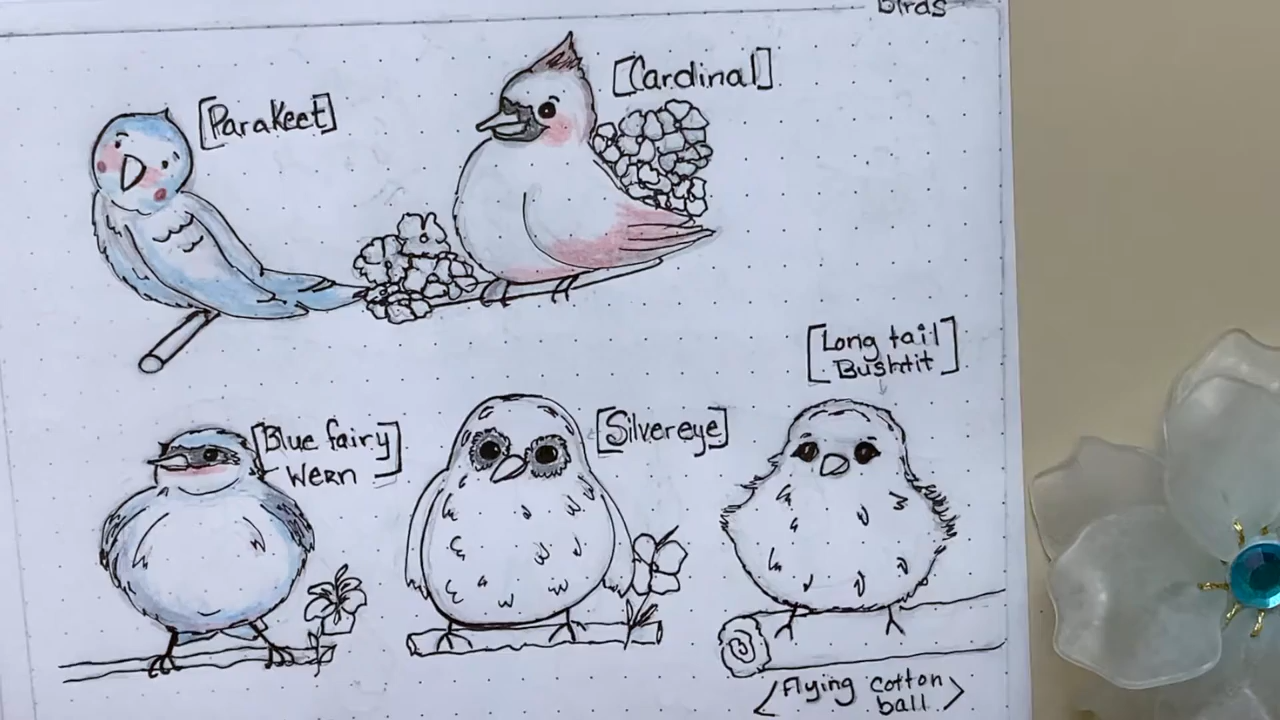 birds
[Parakeet]
[Cardinal]
[Long tail
Bushtit]
[Blue fairy
Wern]
[Silvereye]
<Flying cotton
ball>